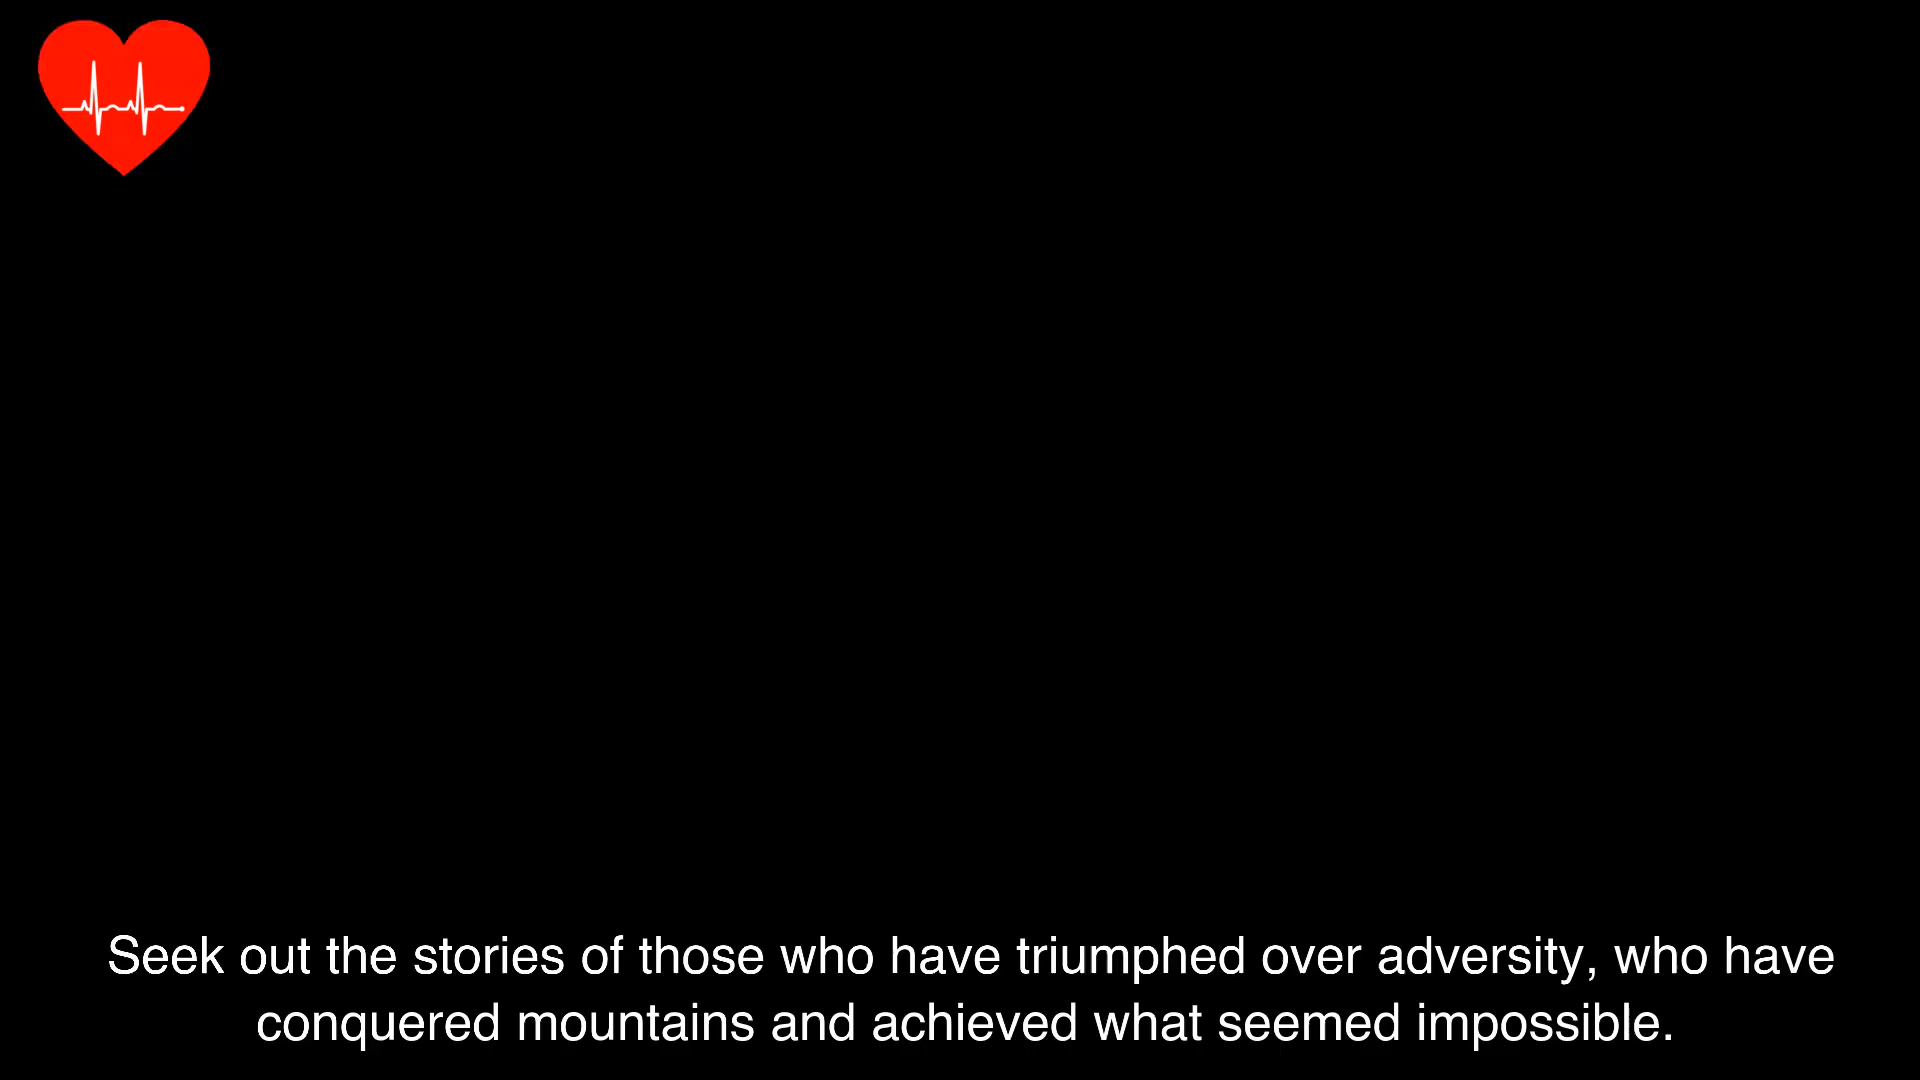 Seek out the stories of those who have triumphed over adversity, who have
conquered mountains and achieved what seemed impossible.